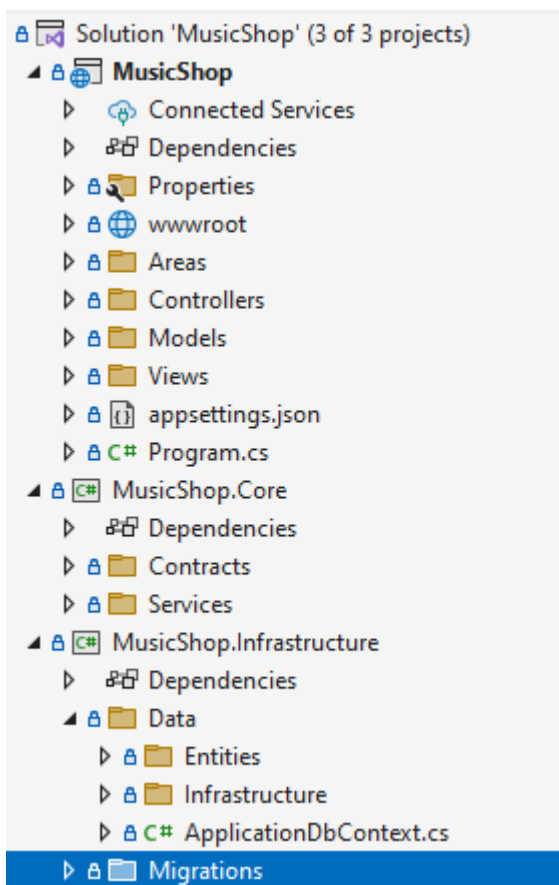 Solution 'MusicShop' (3 of 3 projects)
MusicShop
Connected Services
Dependencies
Properties
wwwroot
Areas
Controllers
Models
Views
appsettings.json
C# Program.cs
C# MusicShop.Core
Dependencies
Contracts
Services
C# MusicShop.Infrastructure
Dependencies
Data
Entities
Infrastructure
C# ApplicationDbContext.cs
Migrations